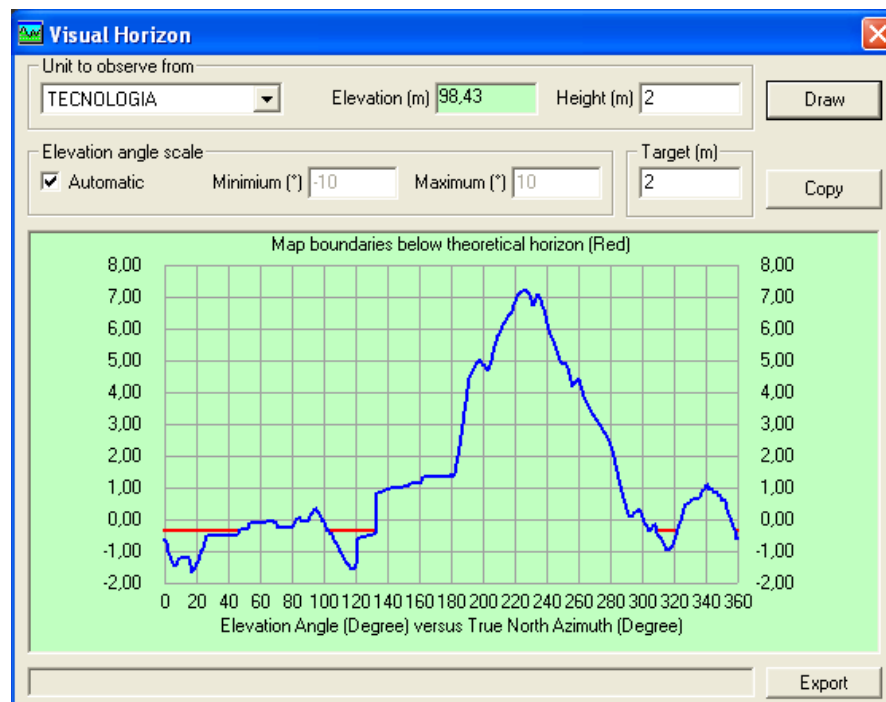 Visual Horizon
Unit to observe from
TECNOLOGIA Elevation (m) 98,43 Height (m) 2 Draw
Elevation angle scale Target (m)
Automatic Minimium (°) -10 Maximum (°) 10 2 Copy
Map boundaries below theoretical horizon (Red)
8,00 8,00
7,00 7,00
6,00 6,00
5,00 5,00
4,00 4,00
3,00 3,00
2,00 2,00
1,00 1,00
0,00 0,00
-1,00 -1,00
-2,00 -2,00
0 20 40 60 80 100 120 140 160 180 200 220 240 260 280 300 320 340 360
Elevation Angle (Degree) versus True North Azimuth (Degree)
Export